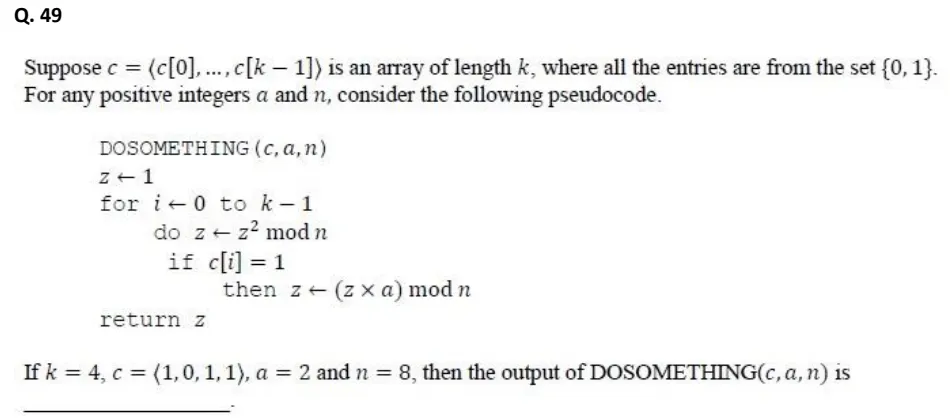 Q. 49
Suppose c = ⟨c[0], ..., c[k − 1]⟩ is an array of length k, where all the entries are from the set {0, 1}.
For any positive integers a and n, consider the following pseudocode.
DOSOMETHING (c, a, n)
z ← 1
for i ← 0 to k − 1
do z ← z² mod n
if c[i] = 1
then z ← (z × a) mod n
return z
If k = 4, c = ⟨1, 0, 1, 1⟩, a = 2 and n = 8, then the output of DOSOMETHING(c, a, n) is
____________________.